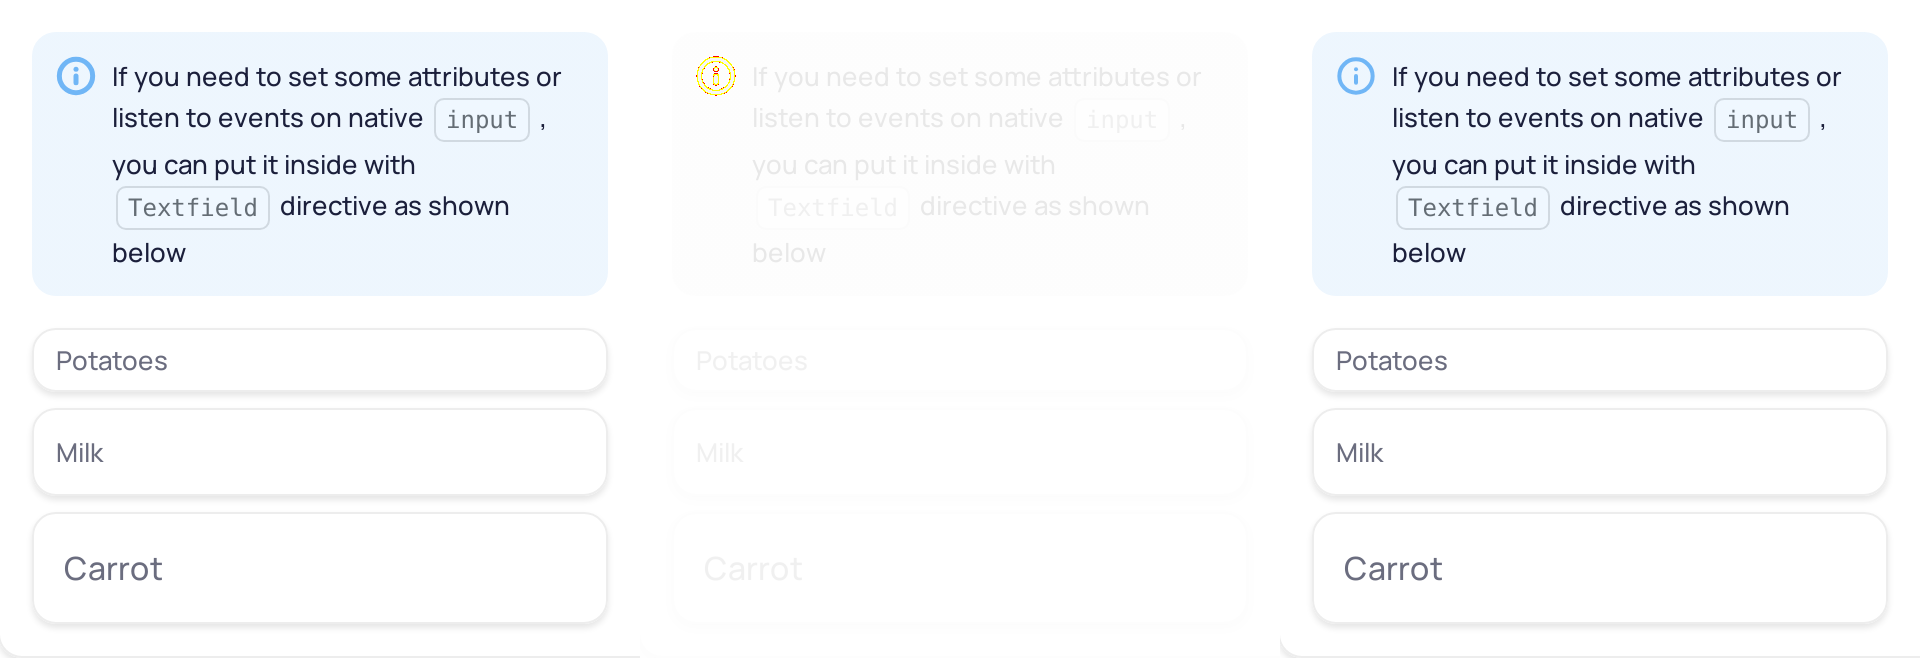 If you need to set some attributes or
listen to events on native input ,
you can put it inside with
Textfield directive as shown
below
Potatoes
Milk
Carrot
If you need to set some attributes or
listen to events on native input ,
you can put it inside with
Textfield directive as shown
below
Potatoes
Milk
Carrot
If you need to set some attributes or
listen to events on native input ,
you can put it inside with
Textfield directive as shown
below
Potatoes
Milk
Carrot